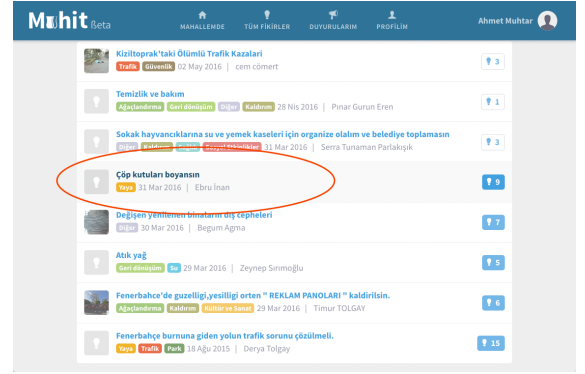 Muhit Beta
MAHALLEMDE
TÜM FİKİRLER
DUYURULARIM
PROFİLİM
Ahmet Muhtar
Kiziltoprak'taki Ölümlü Trafik Kazalari
Trafik Güvenlik 02 May 2016 | cem cömert
3
Temizlik ve bakım
Ağaçlandırma Geri dönüşüm Diğer Kaldırım 28 Nis 2016 | Pınar Gurun Eren
1
Sokak hayvancıklarına su ve yemek kaseleri için organize olalım ve belediye toplamasın
Diğer Kaldırım Sağlık Sosyal Etkinlikler 31 Mar 2016 | Serra Tunaman Parlakışık
3
Çöp kutuları boyansın
Yaya 31 Mar 2016 | Ebru İnan
9
Değişen yenilenen binaların dış cepheleri
Diğer 30 Mar 2016 | Begum Agma
7
Atık yağ
Geri dönüşüm Su 29 Mar 2016 | Zeynep Sırımoğlu
5
Fenerbahce'de guzelligi,yesilligi orten " REKLAM PANOLARI " kaldirilsin.
Ağaçlandırma Kaldırım Kültür ve Sanat 29 Mar 2016 | Timur TOLGAY
6
Fenerbahçe burnuna giden yolun trafik sorunu çözülmeli.
Yaya Trafik Park 18 Ağu 2015 | Derya Tolgay
15